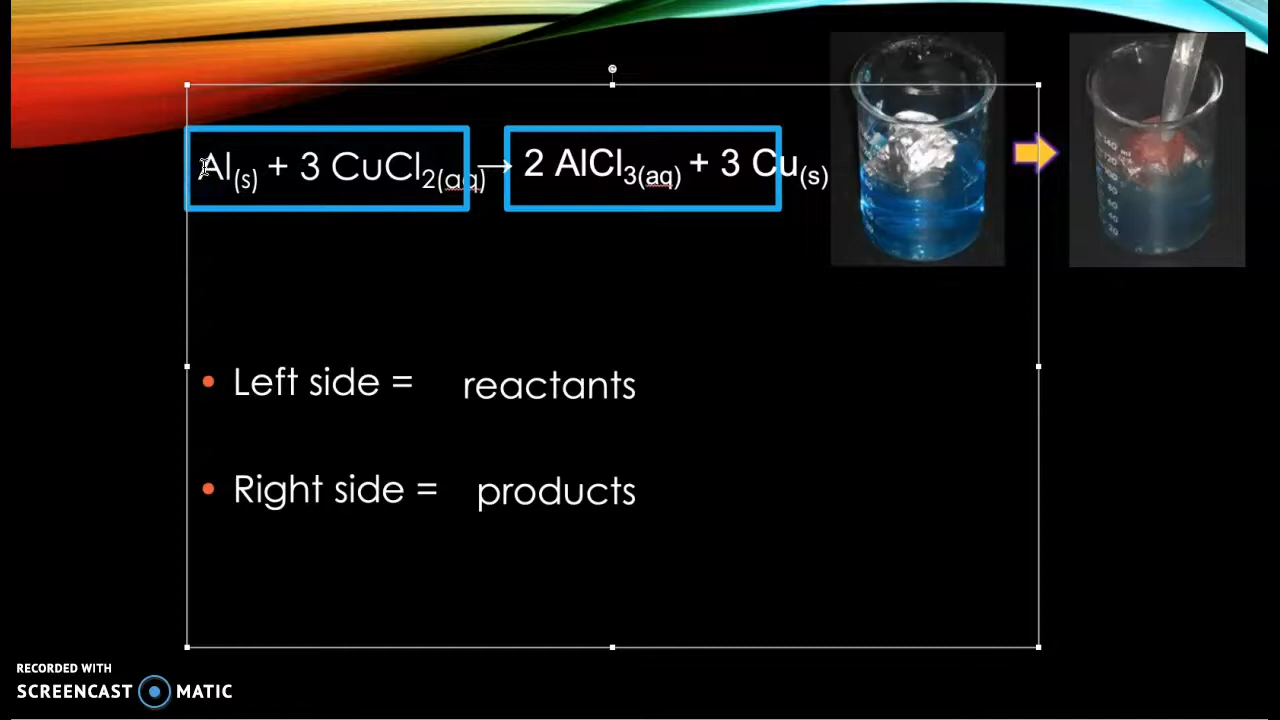 Al(s) + 3 CuCl2(aq) → 2 AlCl3(aq) + 3 Cu(s)
• Left side = reactants
• Right side = products
RECORDED WITH
SCREENCAST MATIC